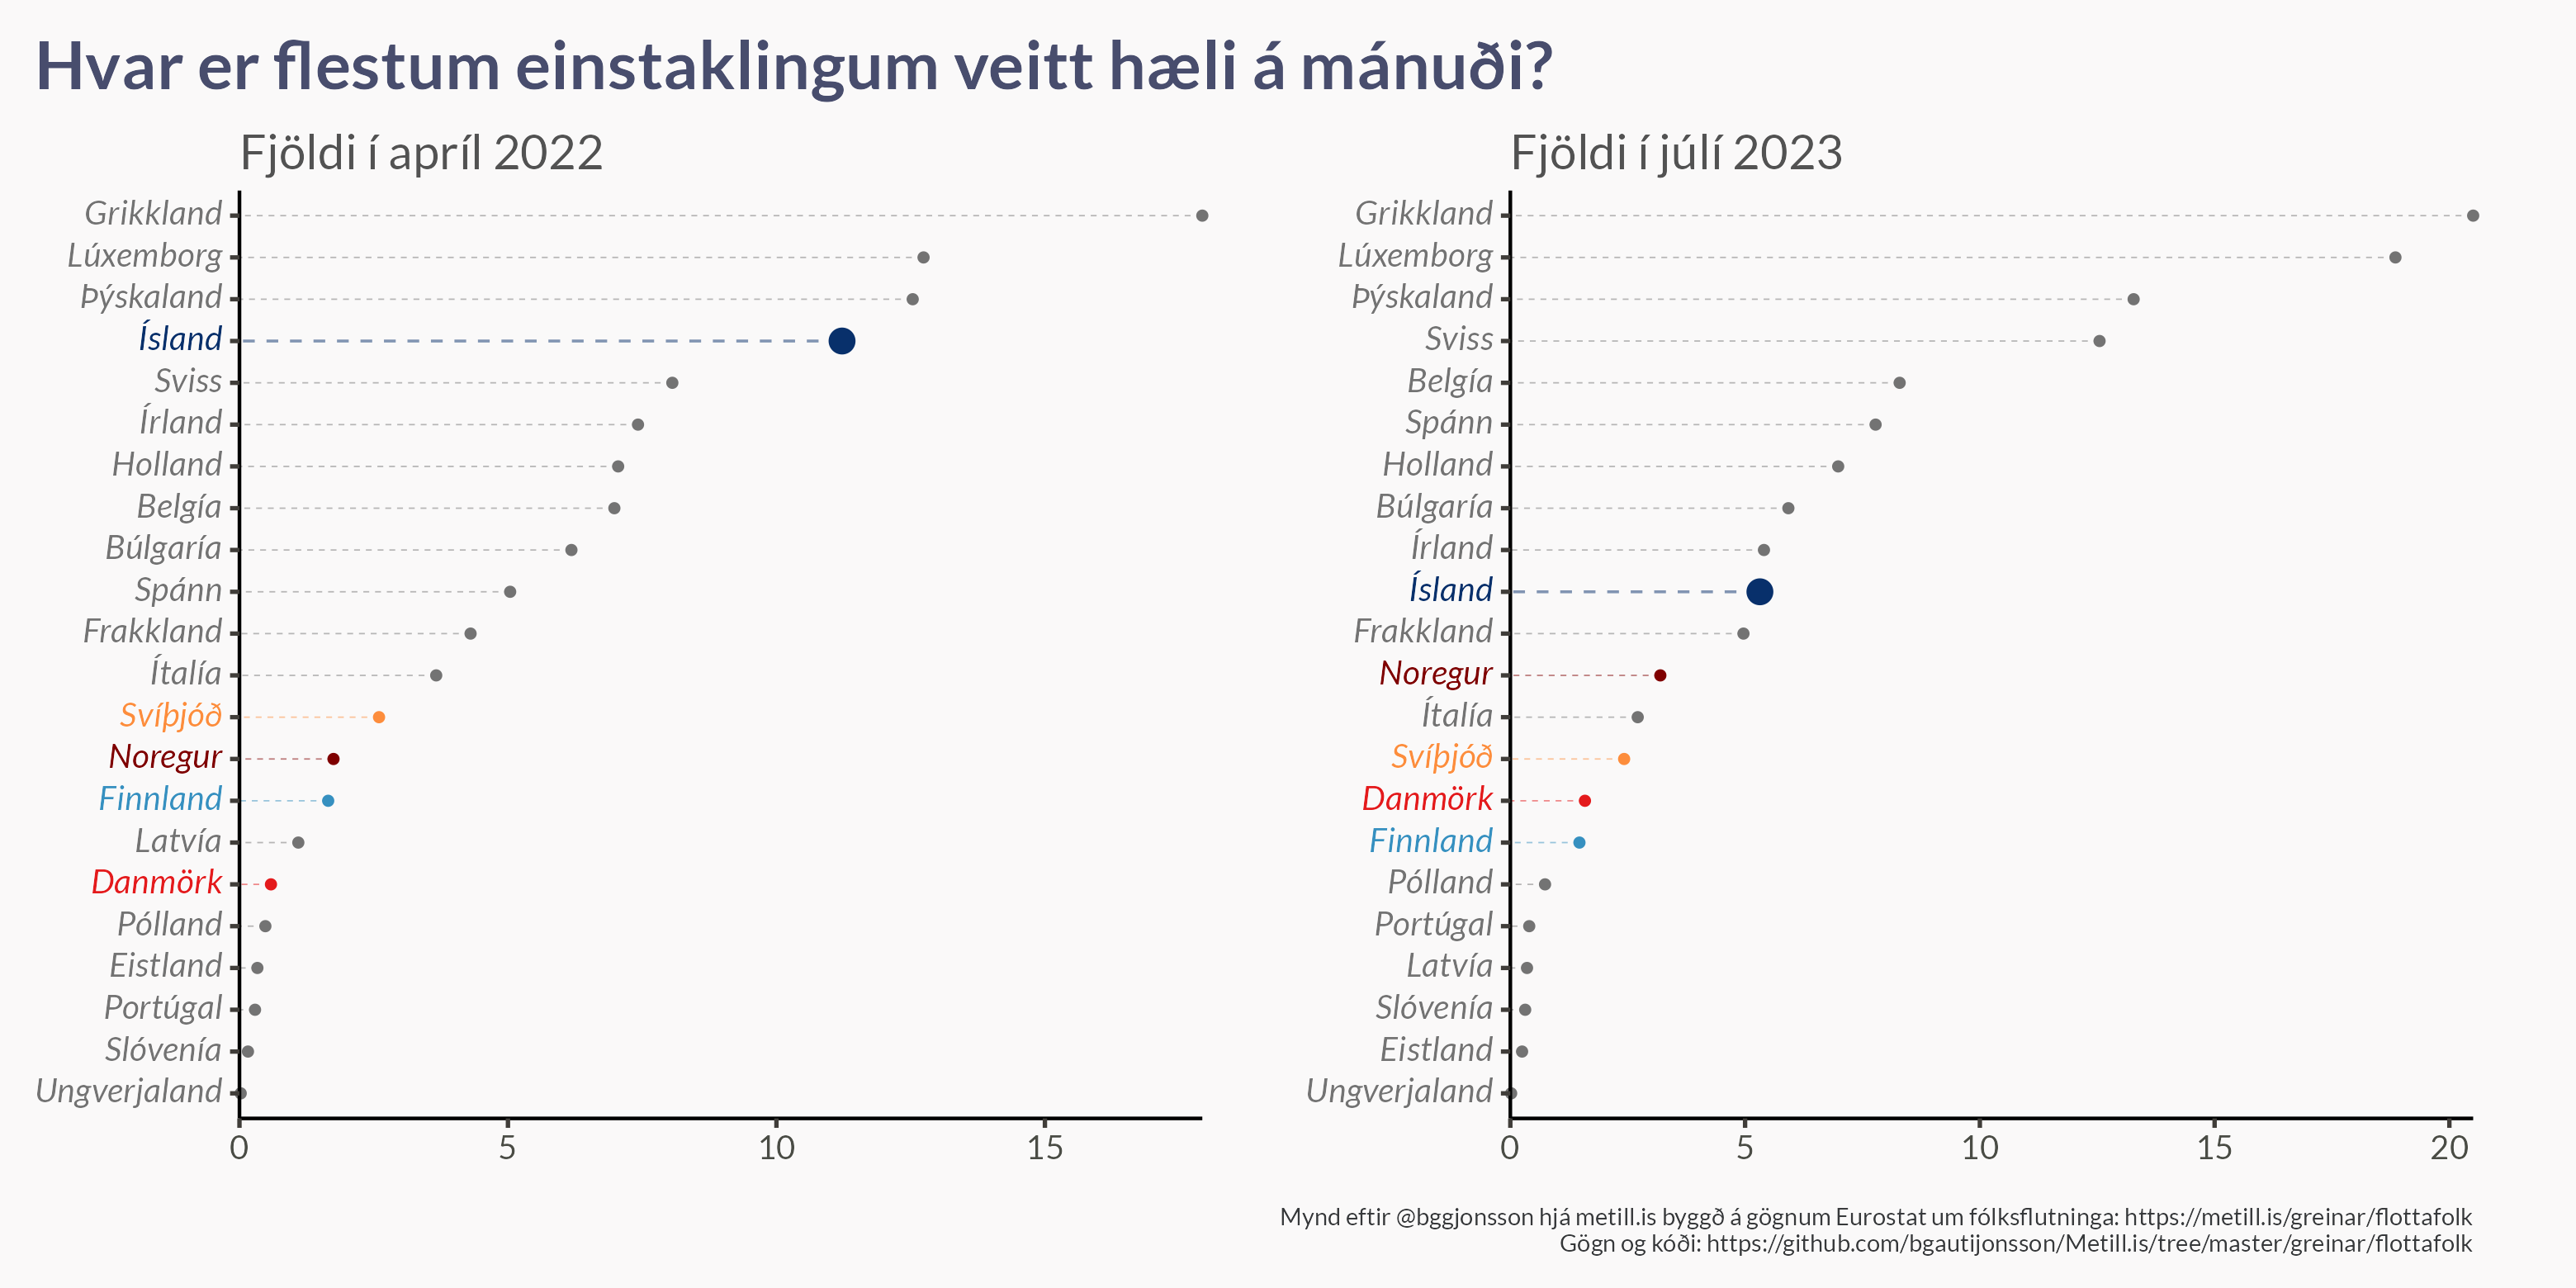 Hvar er flestum einstaklingum veitt hæli á mánuði?
Fjöldi í apríl 2022
Grikkland
Lúxemborg
Þýskaland
Ísland
Sviss
Írland
Holland
Belgía
Búlgaría
Spánn
Frakkland
Ítalía
Svíþjóð
Noregur
Finnland
Latvía
Danmörk
Pólland
Eistland
Portúgal
Slóvenía
Ungverjaland
0 5 10 15
Fjöldi í júlí 2023
Grikkland
Lúxemborg
Þýskaland
Sviss
Belgía
Spánn
Holland
Búlgaría
Írland
Ísland
Frakkland
Noregur
Ítalía
Svíþjóð
Danmörk
Finnland
Pólland
Portúgal
Latvía
Slóvenía
Eistland
Ungverjaland
0 5 10 15 20
Mynd eftir @bggjonsson hjá metill.is byggð á gögnum Eurostat um fólksflutninga: https://metill.is/greinar/flottafolk
Gögn og kóði: https://github.com/bgautijonsson/Metill.is/tree/master/greinar/flottafolk